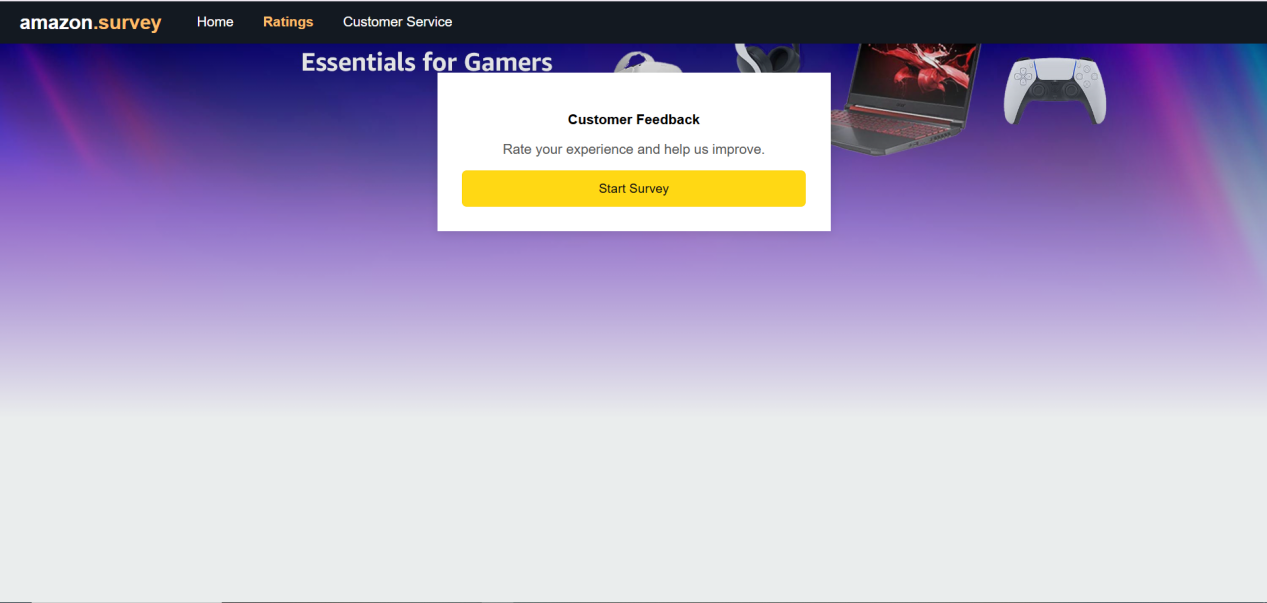 amazon.survey Home Ratings Customer Service
Essentials for Gamers
Customer Feedback
Rate your experience and help us improve.
Start Survey